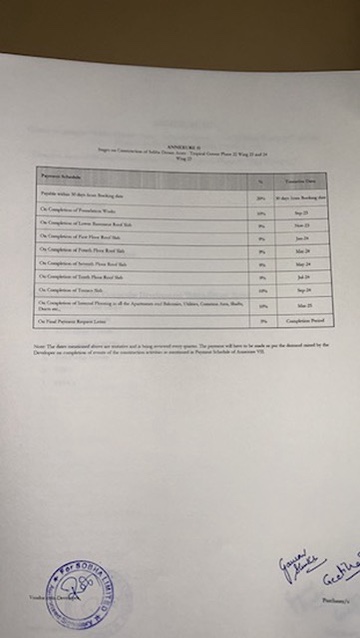 ANNEXURE
Stages on Construction of Sobha Dream Acres - Tropical Greens Phase 22 Wing 23 and 24
Wing 23
Payment Schedule % Tentative Date
Payable within 30 days from Booking date 20% 30 days from Booking date
On Completion of Foundation Works 10% Sep-23
On Completion of Lower Basement Roof Slab 9% Nov-23
On Completion of First Floor Roof Slab 9% Jan-24
On Completion of Fourth Floor Roof Slab 9% Mar-24
On Completion of Seventh Floor Roof Slab 9% May-24
On Completion of Tenth Floor Roof Slab 9% Jul-24
On Completion of Terrace Slab 10% Sep-24
On Completion of Internal Plastering in all the Apartments and Balconies, Utilities, Common Area, Shafts,
Ducts etc., 10% Mar-25
On Final Payment Request Letter 5% Completion Period
Note: The dates mentioned above are tentative and is being reviewed every quarter. The payment will have to be made as per the demand raised by the
Developer on completion of events of the construction activities as mentioned in Payment Schedule of Annexure VII.
For SOBHA LIMITED
Signatory
Developer
Purchaser/s